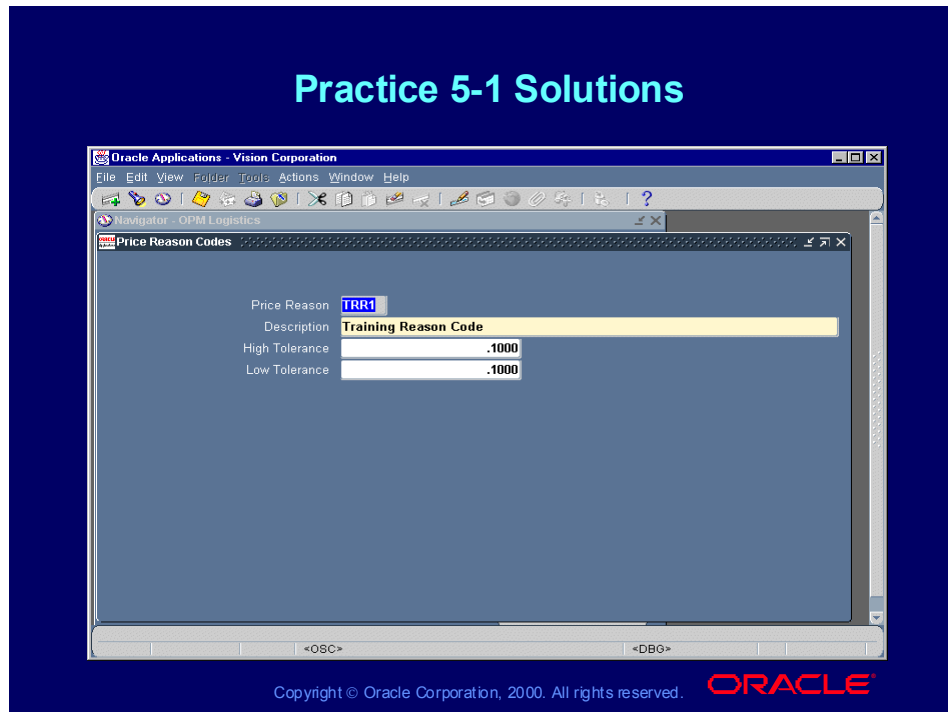 Practice 5-1 Solutions
Oracle Applications - Vision Corporation
File Edit View Folder Tools Actions Window Help
Navigator - OPM Logistics
Price Reason Codes
Price Reason TRR1
Description Training Reason Code
High Tolerance .1000
Low Tolerance .1000
<OSC> <DBG>
Copyright © Oracle Corporation, 2000. All rights reserved. ORACLE®